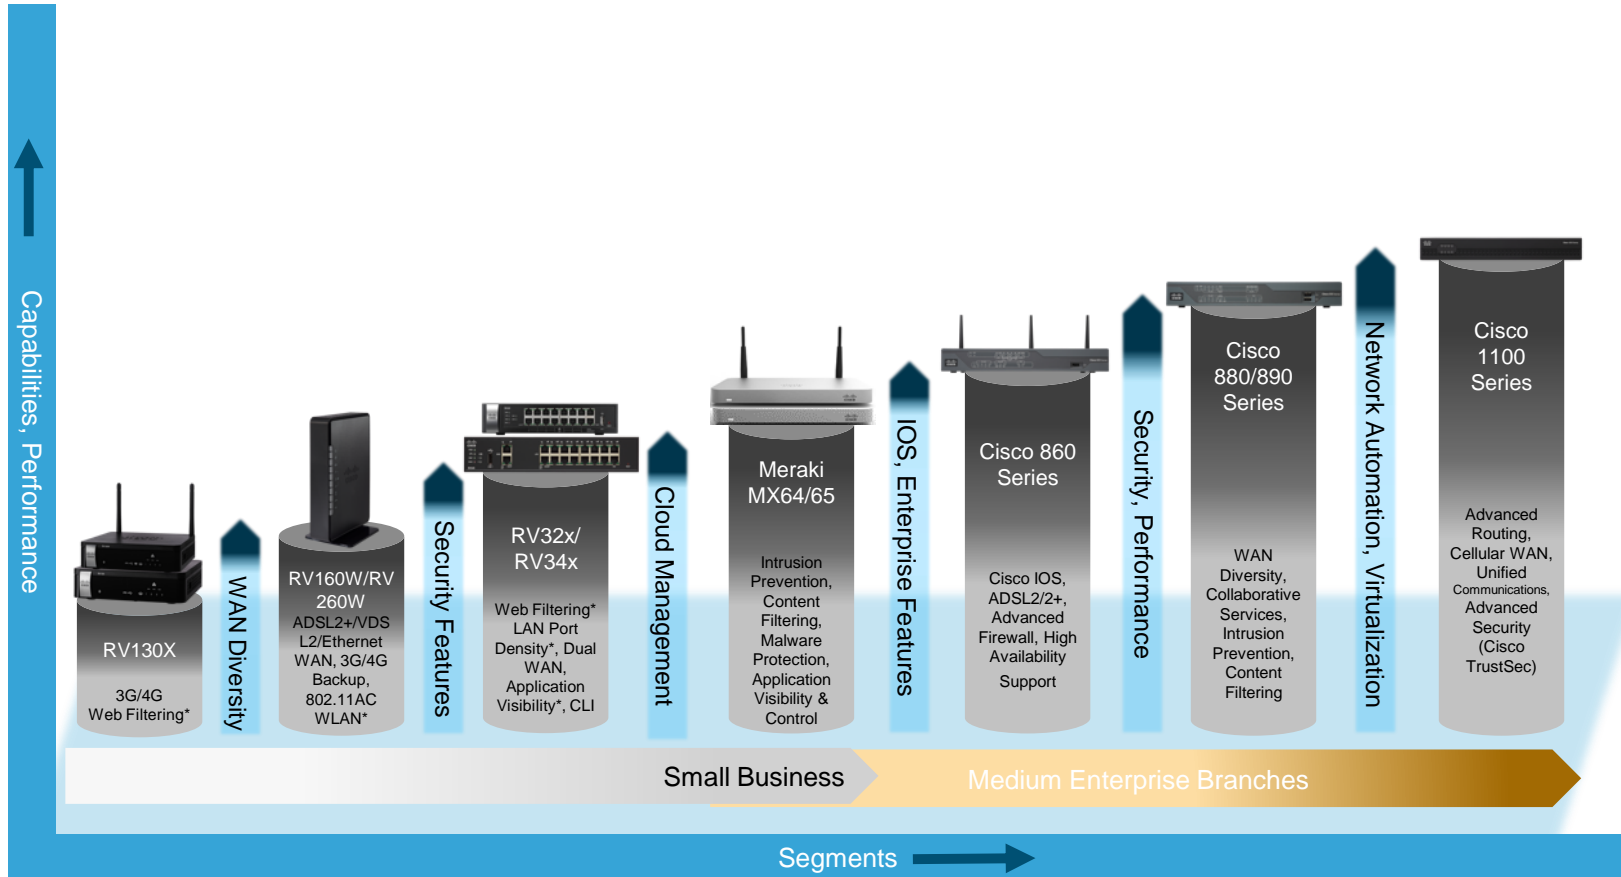 Capabilities, Performance
RV130X
3G/4G
Web Filtering*
WAN Diversity
RV160W/RV
260W
ADSL2+/VDS
L2/Ethernet
WAN, 3G/4G
Backup,
802.11AC
WLAN*
Security Features
RV32x/
RV34x
Web Filtering*
LAN Port
Density*, Dual
WAN,
Application
Visibility*, CLI
Cloud Management
Meraki
MX64/65
Intrusion
Prevention,
Content
Filtering,
Malware
Protection,
Application
Visibility &
Control
IOS, Enterprise Features
Cisco 860
Series
Cisco IOS,
ADSL2/2+,
Advanced
Firewall, High
Availability
Support
Security, Performance
Cisco
880/890
Series
WAN
Diversity,
Collaborative
Services,
Intrusion
Prevention,
Content
Filtering
Network Automation, Virtualization
Cisco
1100
Series
Advanced
Routing,
Cellular WAN,
Unified
Communications,
Advanced
Security
(Cisco
TrustSec)
Small Business
Medium Enterprise Branches
Segments